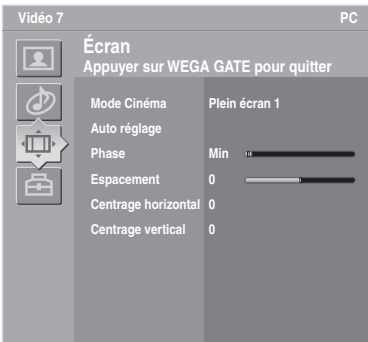 Vidéo 7 PC
Écran
Appuyer sur WEGA GATE pour quitter
Mode Cinéma Plein écran 1
Auto réglage
Phase Min
Espacement 0
Centrage horizontal 0
Centrage vertical 0